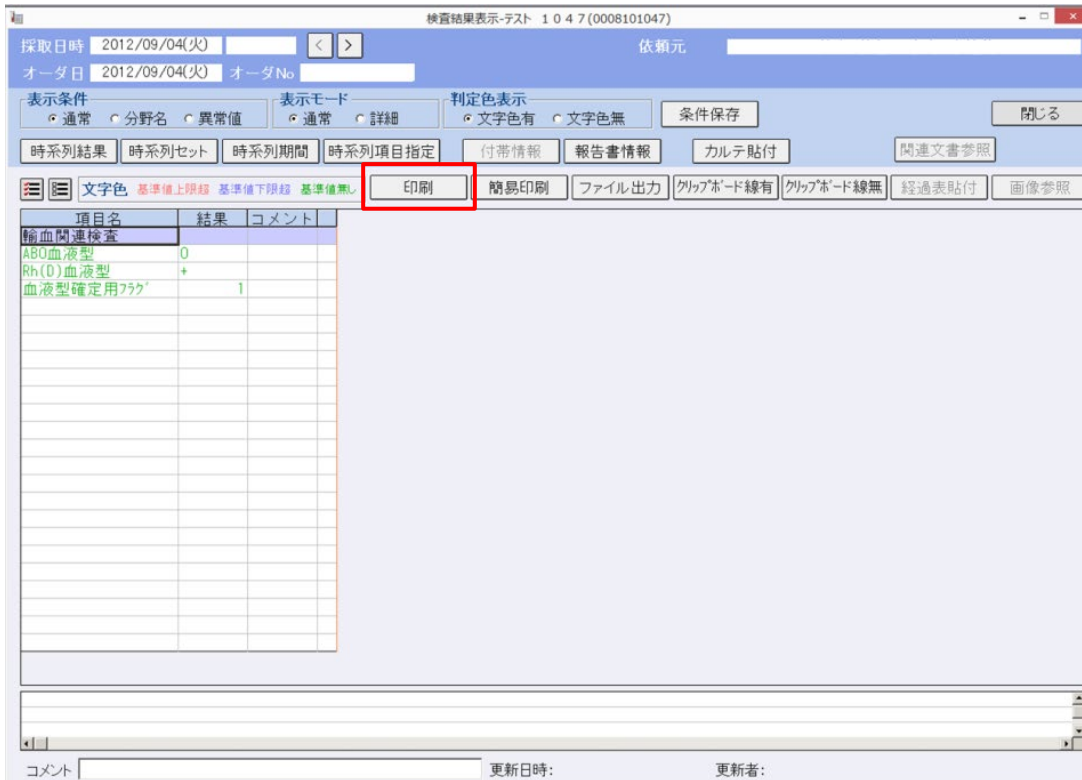 検査結果表示-テスト １０４７(0008101047)
採取日時 2012/09/04(火) < > 依頼元
オーダ日 2012/09/04(火) オーダNo
表示条件 表示モード 判定色表示
通常 分野名 異常値 通常 詳細 文字色有 文字色無 条件保存 閉じる
時系列結果 時系列セット 時系列期間 時系列項目指定 付帯情報 報告書情報 カルテ貼付 関連文書参照
文字色 基準値上限超 基準値下限超 基準値無し 印刷 簡易印刷 ファイル出力 ｸﾘｯﾌﾟﾎﾞｰﾄﾞ線有 ｸﾘｯﾌﾟﾎﾞｰﾄﾞ線無 経過表貼付 画像参照
項目名 結果 コメント
輸血関連検査
ABO血液型 O
Rh(D)血液型 +
血液型確定用ﾌﾗｸﾞ 1
コメント 更新日時: 更新者: